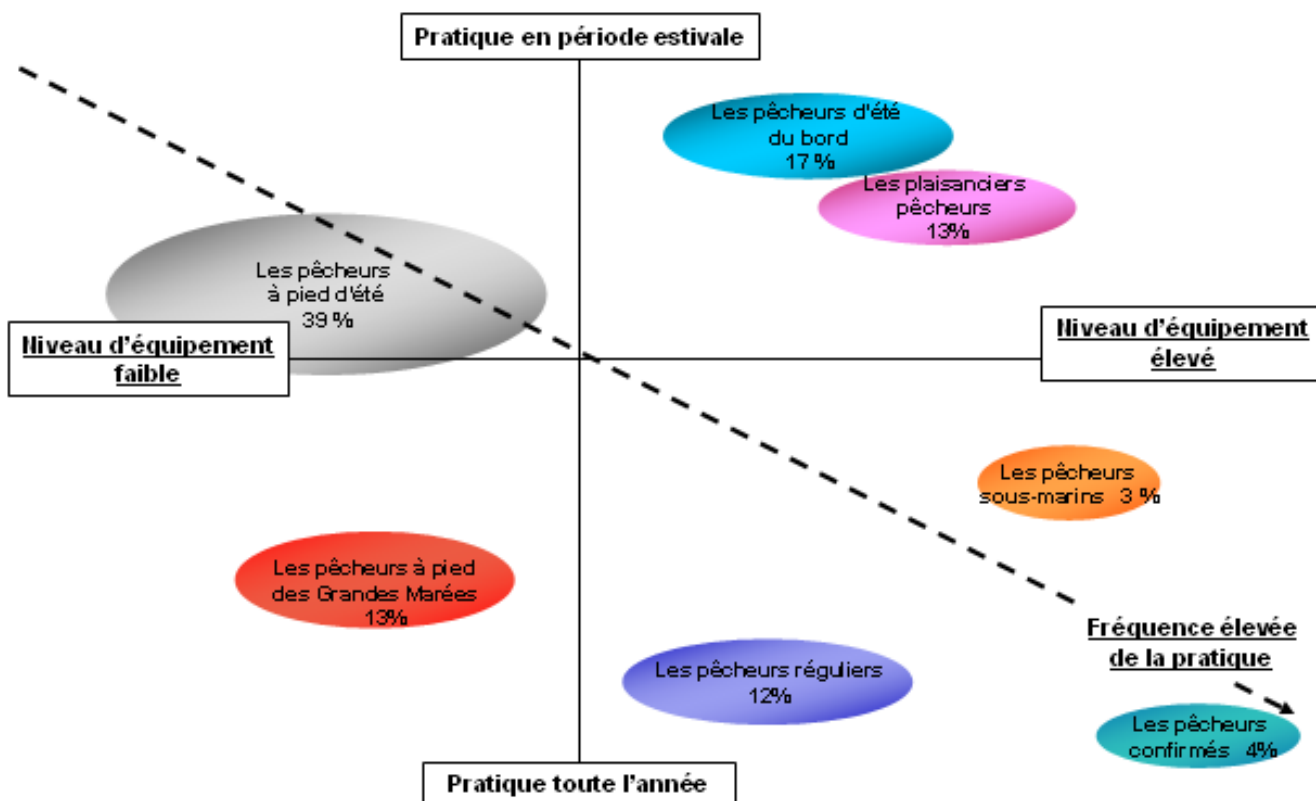 Pratique en période estivale
Les pêcheurs d'été
du bord
17 %
Les plaisanciers
pêcheurs
13%
Les pêcheurs
à pied d'été
39 %
Niveau d'équipement
faible
Niveau d'équipement
élevé
Les pêcheurs
sous-marins 3 %
Les pêcheurs à pied
des Grandes Marées
13%
Fréquence élevée
de la pratique
Les pêcheurs réguliers
12%
Les pêcheurs
confirmés 4%
Pratique toute l'année